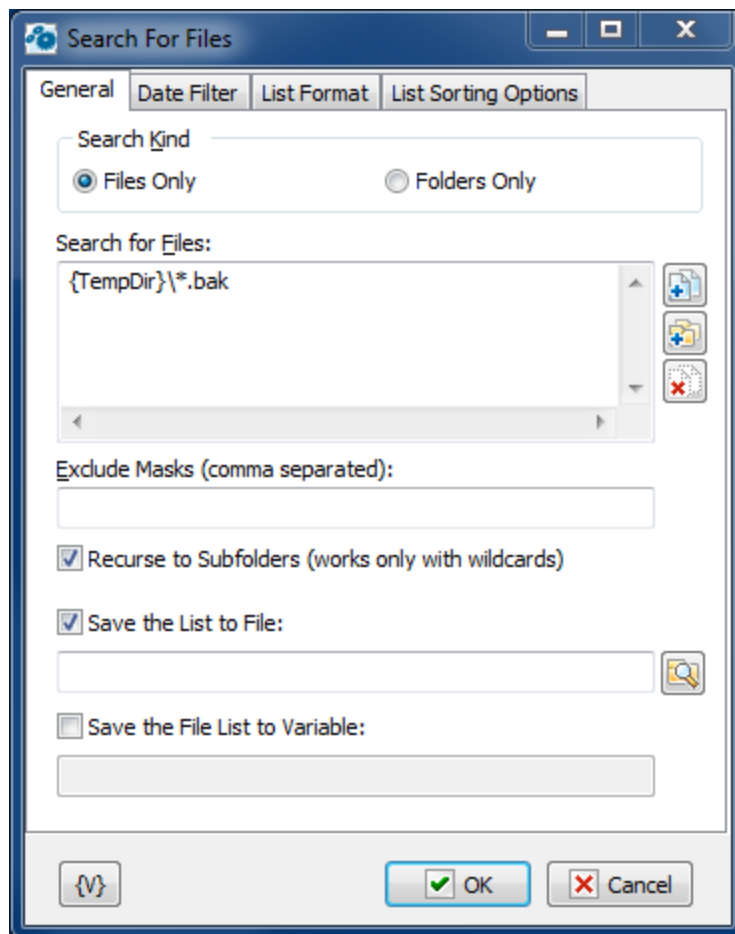 Search For Files
General Date Filter List Format List Sorting Options
Search Kind
Files Only Folders Only
Search for Files:
{TempDir}\*.bak
Exclude Masks (comma separated):
Recurse to Subfolders (works only with wildcards)
Save the List to File:
Save the File List to Variable:
{V} OK Cancel